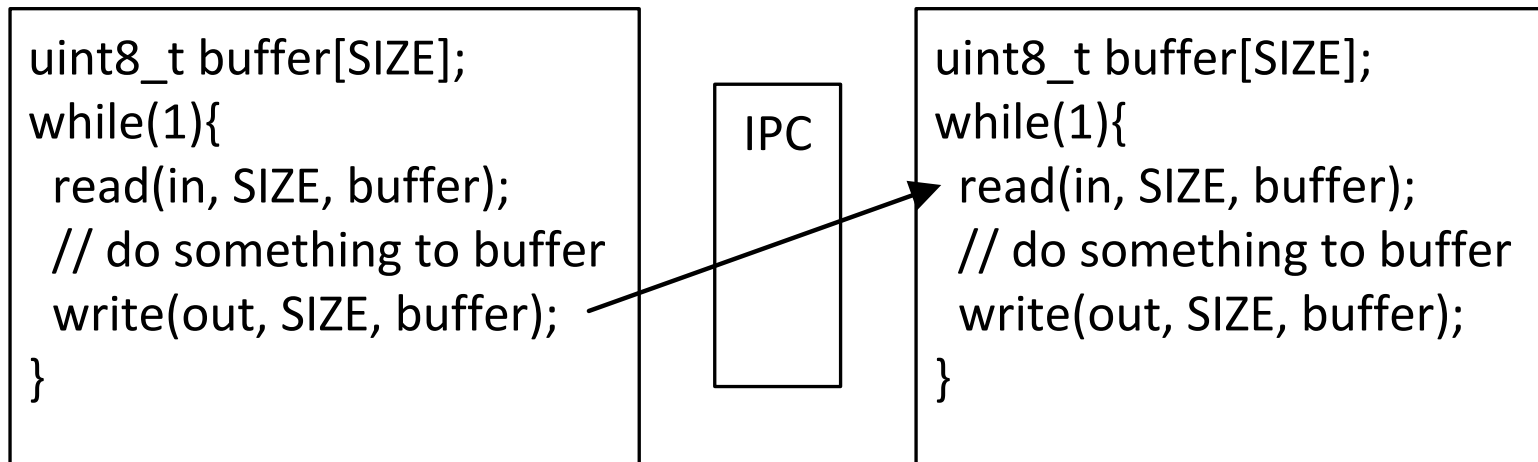 uint8_t buffer[SIZE];
while(1){
read(in, SIZE, buffer);
// do something to buffer
write(out, SIZE, buffer);
}
IPC
uint8_t buffer[SIZE];
while(1){
read(in, SIZE, buffer);
// do something to buffer
write(out, SIZE, buffer);
}